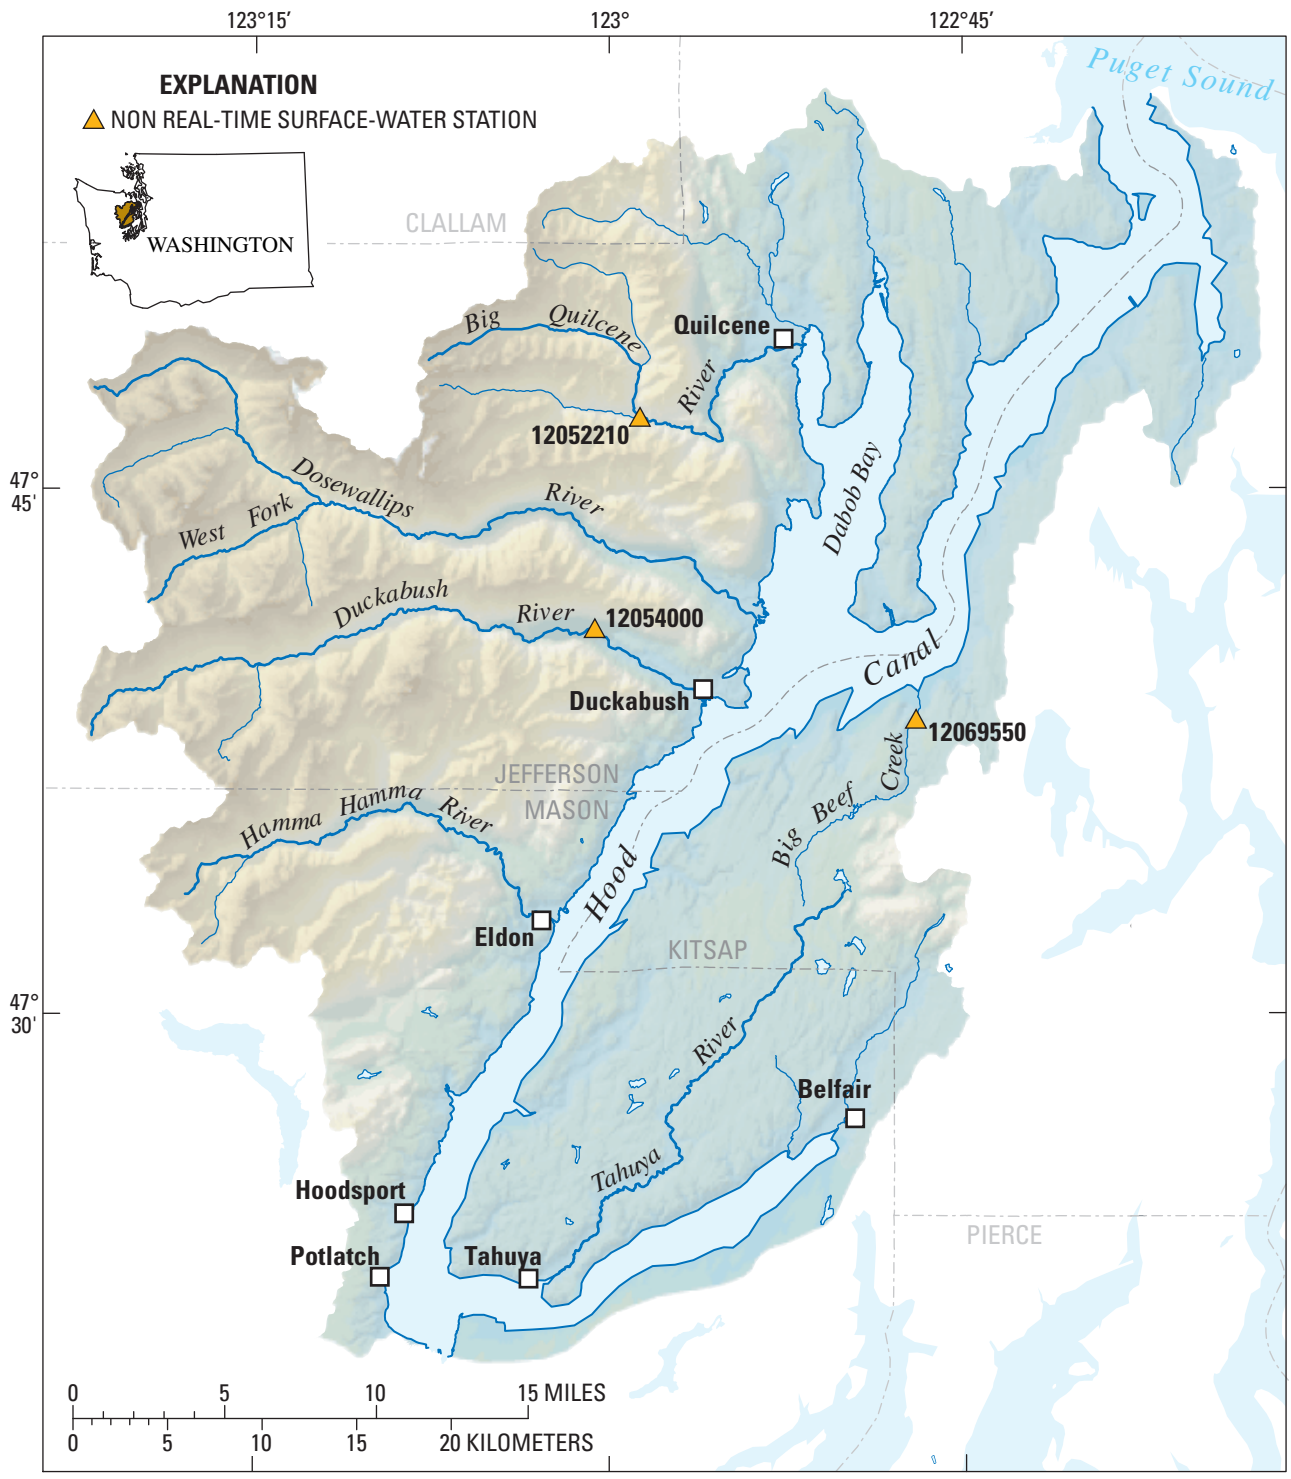 123°15' 123° 122°45'
Puget Sound
EXPLANATION
NON REAL-TIME SURFACE-WATER STATION
CLALLAM
WASHINGTON
Big Quilcene River
Quilcene
12052210
47°
45'
Dosewallips River
West Fork
Dabob Bay
Duckabush River
12054000
Hood Canal
Duckabush
12069550
Big Beef Creek
JEFFERSON
MASON
Hamma Hamma River
Eldon
KITSAP
47°
30'
Tahuya River
Belfair
Hoodsport
Potlatch
Tahuya
PIERCE
0 5 10 15 MILES
0 5 10 15 20 KILOMETERS